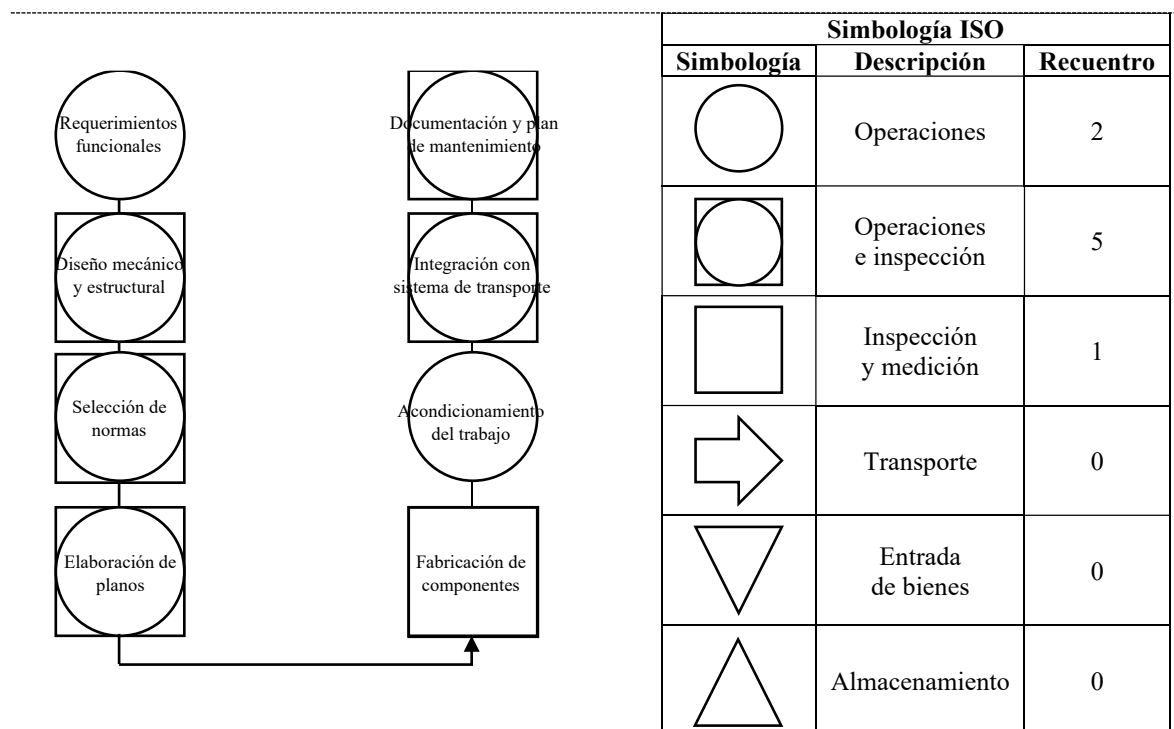 Requerimientos
funcionales
Diseño mecánico
y estructural
Selección de
normas
Elaboración de
planos
Documentación y plan
de mantenimiento
Integración con
sistema de transporte
Acondicionamiento
del trabajo
Fabricación de
componentes
Simbología ISO
Simbología Descripción Recuentro
Operaciones 2
Operaciones
e inspección 5
Inspección
y medición 1
Transporte 0
Entrada
de bienes 0
Almacenamiento 0